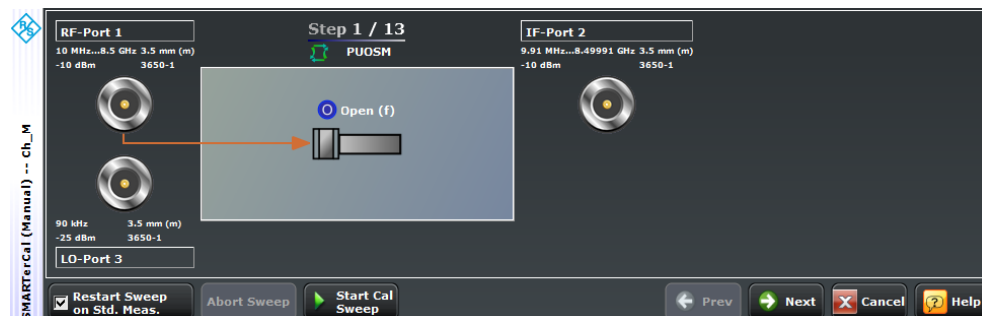 SMARTerCal (Manual) -- Ch_M
RF-Port 1
10 MHz...8.5 GHz 3.5 mm (m)
-10 dBm 3650-1
Step 1 / 13
PUOSM
O Open (f)
IF-Port 2
9.91 MHz...8.49991 GHz 3.5 mm (m)
-10 dBm 3650-1
90 kHz 3.5 mm (m)
-25 dBm 3650-1
LO-Port 3
Restart Sweep
on Std. Meas.
Abort Sweep
Start Cal
Sweep
Prev
Next
Cancel
Help